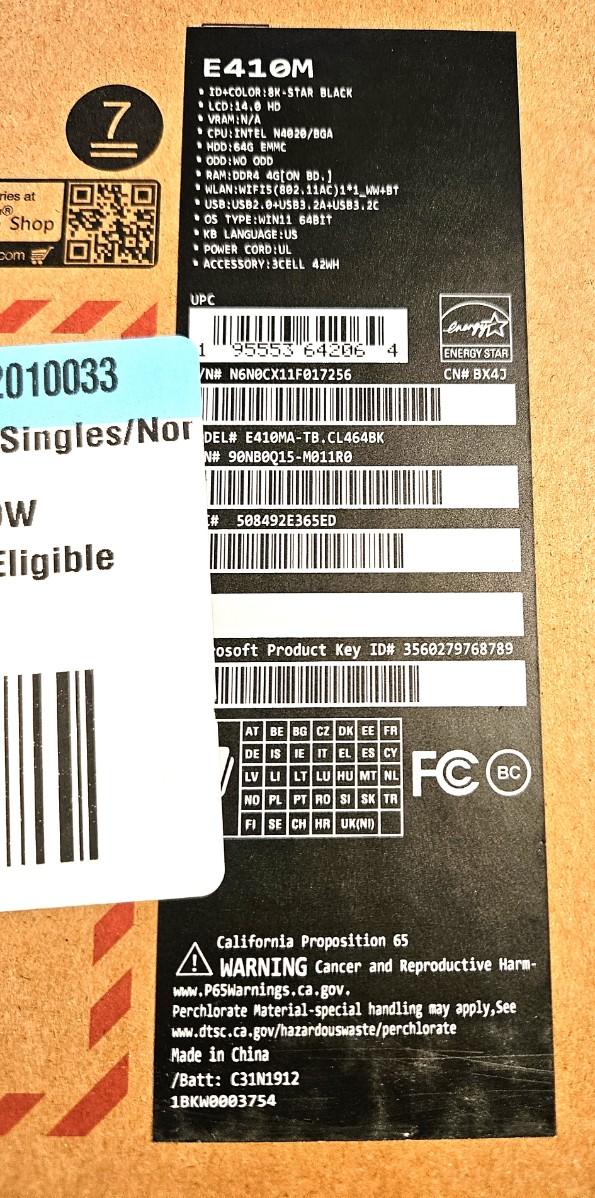 E410M
ID+COLOR:8K-STAR BLACK
LCD:14.0 HD
VRAM:N/A
CPU:INTEL N4020/BGA
HDD:64G EMMC
ODD:WO ODD
RAM:DDR4 4G[ON BD.]
WLAN:WIFI5(802.11AC)1*1_WW+BT
USB:USB2.0+USB3.2A+USB3.2C
OS TYPE:WIN11 64BIT
KB LANGUAGE:US
POWER CORD:UL
ACCESSORY:3CELL 42WH
7
ries at
®
Shop
com
UPC
1 95553 64206 4
energy
ENERGY STAR
/N# N6N0CX11F017256 CN# BX4J
DEL# E410MA-TB.CL464BK
N# 90NB0Q15-M011R0
# 508492E365ED
rosoft Product Key ID# 3560279768789
2010033
Singles/Nor
OW
Eligible
AT BE BG CZ DK EE FR
DE IS IE IT EL ES CY
LV LI LT LU HU MT NL
NO PL PT RO SI SK TR
FI SE CH HR UK(NI)
FC
BC
California Proposition 65
WARNING Cancer and Reproductive Harm-
www.P65Warnings.ca.gov.
Perchlorate Material-special handling may apply,See
www.dtsc.ca.gov/hazardouswaste/perchlorate
Made in China
/Batt: C31N1912
1BKW0003754